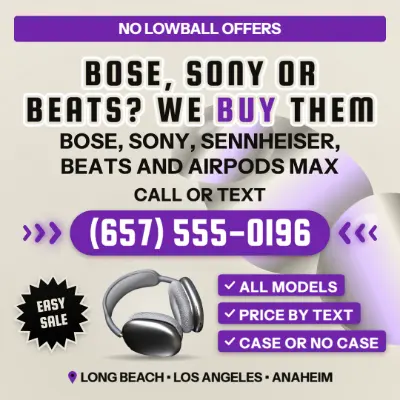 NO LOWBALL OFFERS
BOSE, SONY OR
BEATS? WE BUY THEM
BOSE, SONY, SENNHEISER,
BEATS AND AIRPODS MAX
CALL OR TEXT
(657) 555-0196
EASY
SALE
ALL MODELS
PRICE BY TEXT
CASE OR NO CASE
LONG BEACH • LOS ANGELES • ANAHEIM